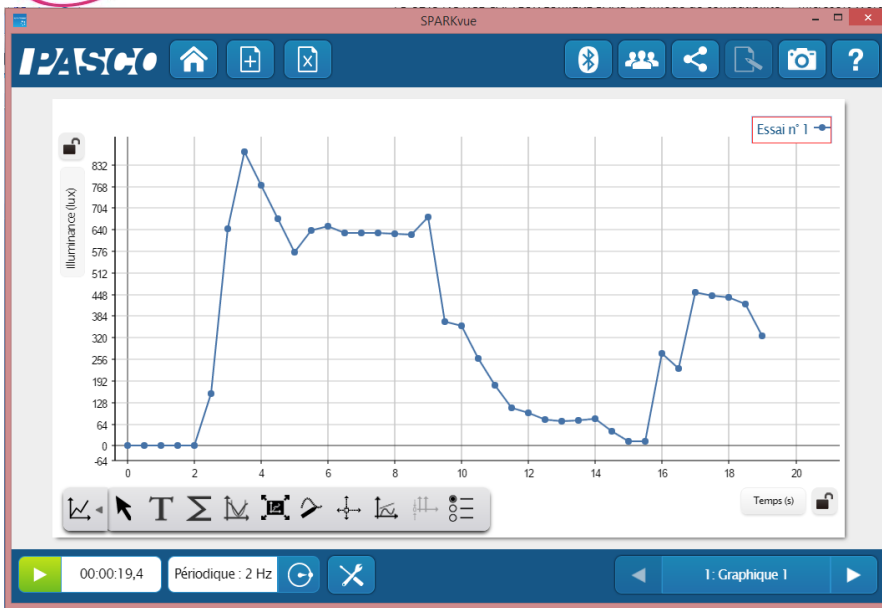 SPARKvue
PASCO
?
Essai n° 1
Illuminance (lux)
832
768
704
640
576
512
448
384
320
256
192
128
64
0
-64
0 2 4 6 8 10 12 14 16 18 20
T Σ
Temps (s)
00:00:19,4
Périodique : 2 Hz
1: Graphique 1